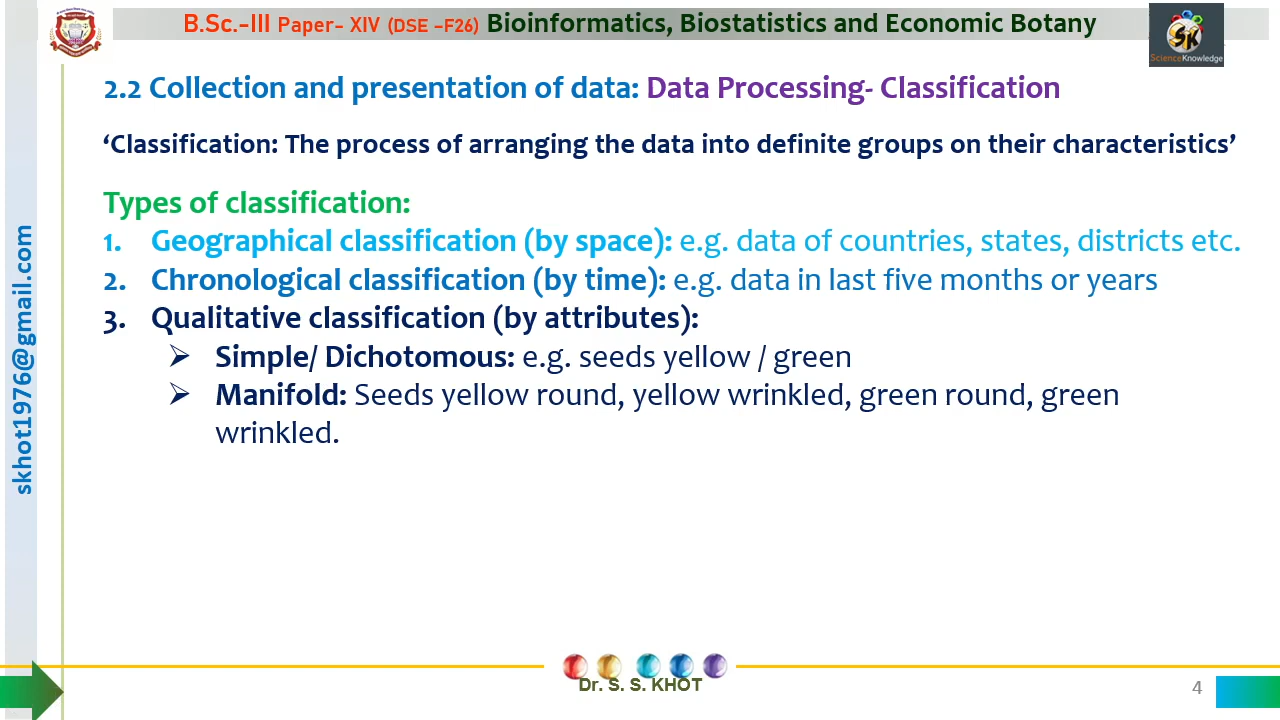 B.Sc.-III Paper- XIV (DSE –F26) Bioinformatics, Biostatistics and Economic Botany
SK
ScienceKnowledge
2.2 Collection and presentation of data: Data Processing- Classification
‘Classification: The process of arranging the data into definite groups on their characteristics’
Types of classification:
1. Geographical classification (by space): e.g. data of countries, states, districts etc.
2. Chronological classification (by time): e.g. data in last five months or years
3. Qualitative classification (by attributes):
➢ Simple/ Dichotomous: e.g. seeds yellow / green
➢ Manifold: Seeds yellow round, yellow wrinkled, green round, green
wrinkled.
skhot1976@gmail.com
Dr. S. S. KHOT
4